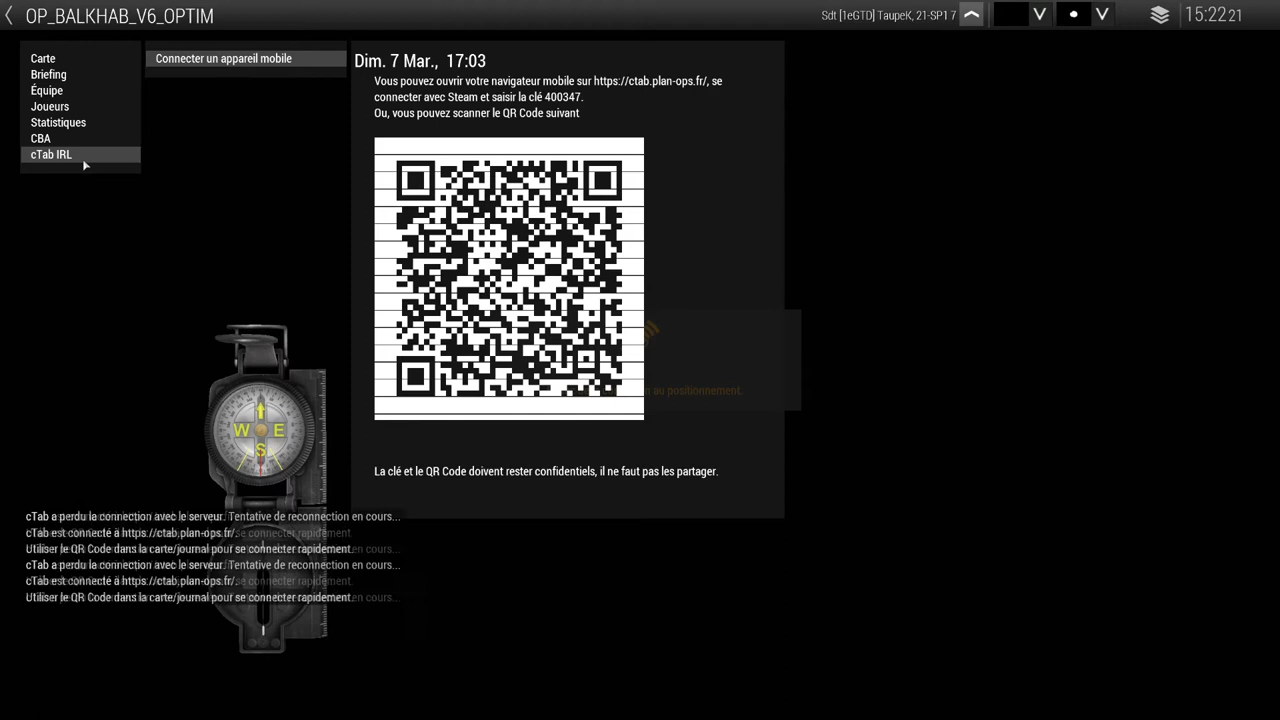 OP_BALKHAB_V6_OPTIM
Sdt [1eGTD] TaupeK, 21-SP1 7
15:22 21
Carte
Briefing
Équipe
Joueurs
Statistiques
CBA
cTab IRL
Connecter un appareil mobile
Dim. 7 Mar., 17:03
Vous pouvez ouvrir votre navigateur mobile sur https://ctab.plan-ops.fr/, se
connecter avec Steam et saisir la clé 400347.
Ou, vous pouvez scanner le QR Code suivant
au positionnement.
La clé et le QR Code doivent rester confidentiels, il ne faut pas les partager.
W E
S
cTab a perdu la connection avec le serveur. Tentative de reconnection en cours...
cTab est connecté à https://ctab.plan-ops.fr/.
Utiliser le QR Code dans la carte/journal pour se connecter rapidement.
cTab a perdu la connection avec le serveur. Tentative de reconnection en cours...
cTab est connecté à https://ctab.plan-ops.fr/.
Utiliser le QR Code dans la carte/journal pour se connecter rapidement.